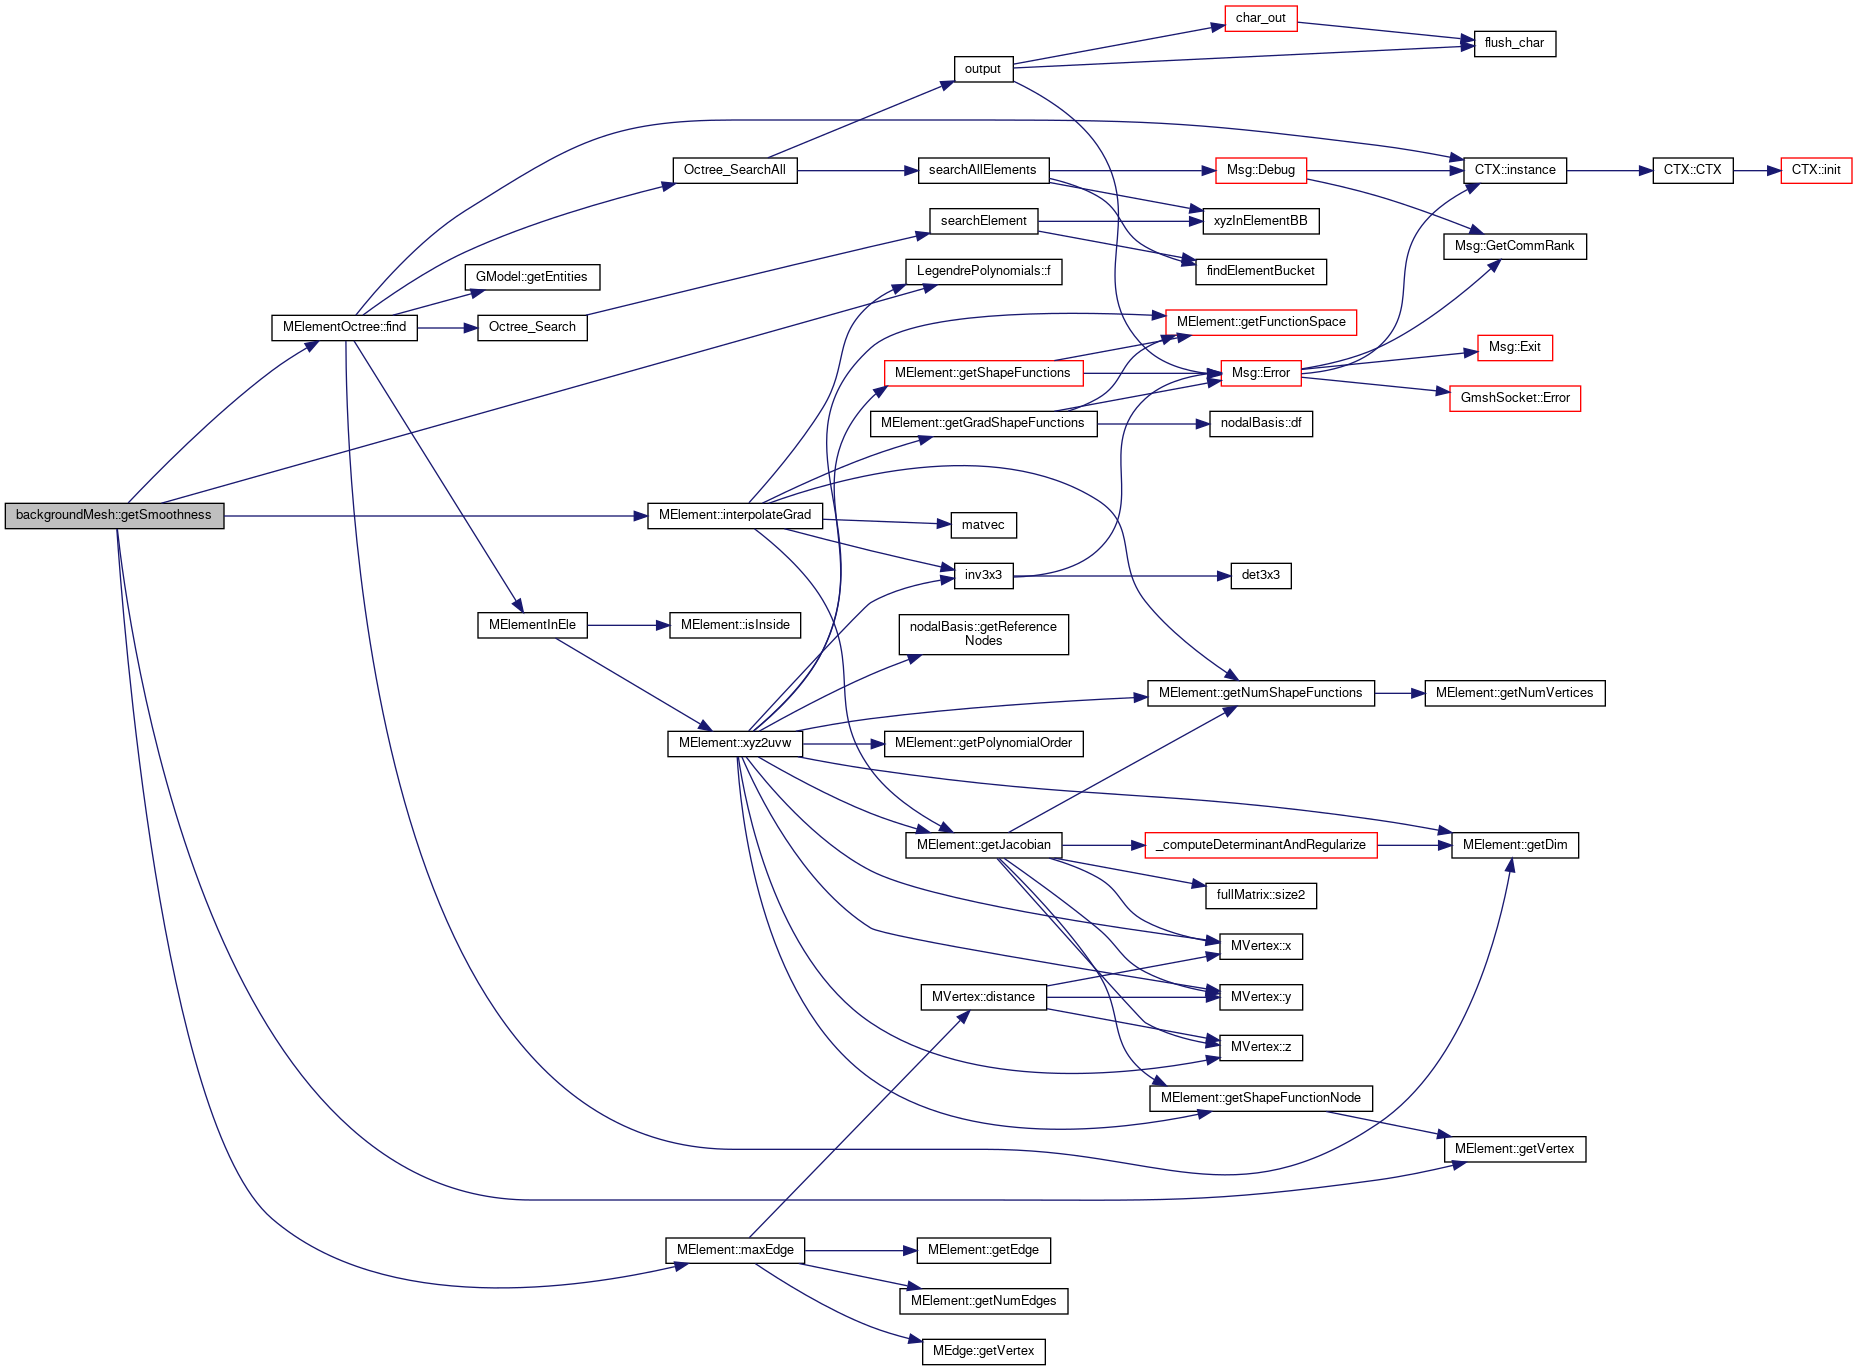 char_out
flush_char
output
Octree_SearchAll
searchAllElements
Msg::Debug
CTX::instance
CTX::CTX
CTX::init
searchElement
xyzInElementBB
Msg::GetCommRank
GModel::getEntities
LegendrePolynomials::f
findElementBucket
MElementOctree::find
Octree_Search
MElement::getFunctionSpace
Msg::Exit
MElement::getShapeFunctions
Msg::Error
GmshSocket::Error
MElement::getGradShapeFunctions
nodalBasis::df
backgroundMesh::getSmoothness
MElement::interpolateGrad
matvec
inv3x3
det3x3
MElementInEle
MElement::isInside
nodalBasis::getReference
Nodes
MElement::getNumShapeFunctions
MElement::getNumVertices
MElement::xyz2uvw
MElement::getPolynomialOrder
MElement::getJacobian
_computeDeterminantAndRegularize
MElement::getDim
fullMatrix::size2
MVertex::x
MVertex::distance
MVertex::y
MVertex::z
MElement::getShapeFunctionNode
MElement::getVertex
MElement::maxEdge
MElement::getEdge
MElement::getNumEdges
MEdge::getVertex